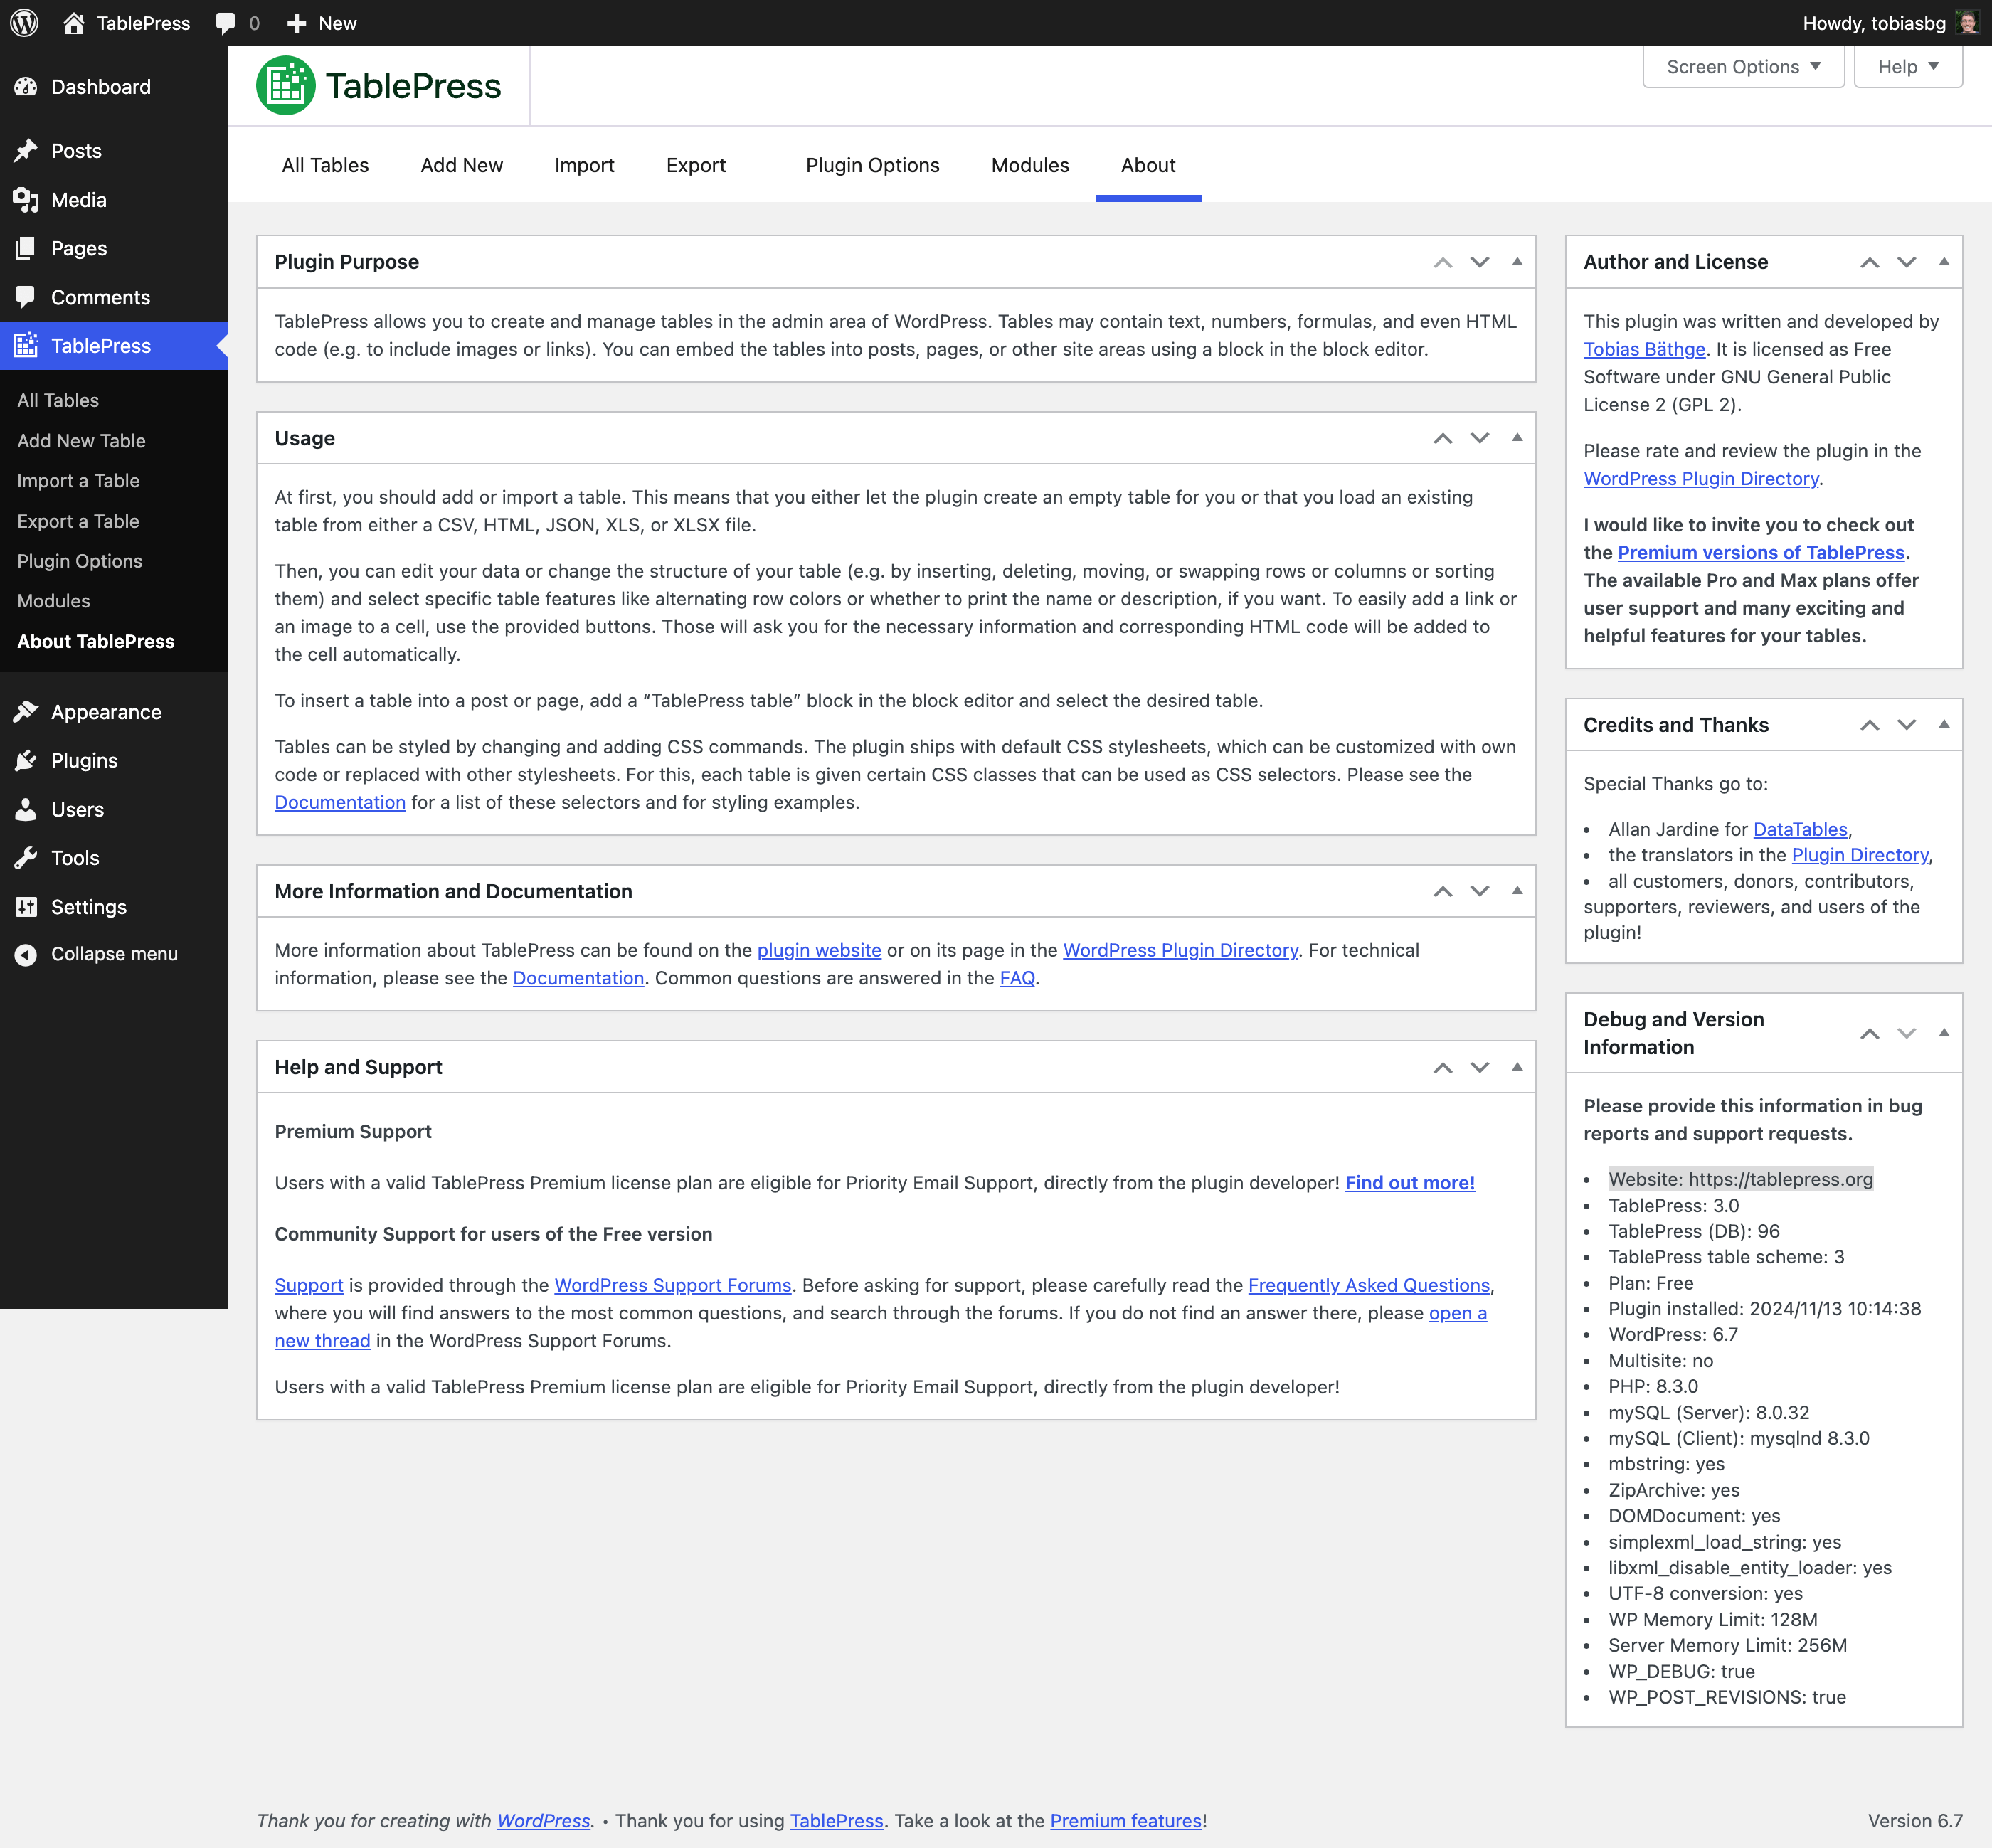 TablePress
0
New
Howdy, tobiasbg
Dashboard
Posts
Media
Pages
Comments
TablePress
All Tables
Add New Table
Import a Table
Export a Table
Plugin Options
Modules
About TablePress
Appearance
Plugins
Users
Tools
Settings
Collapse menu
TablePress
Screen Options
Help
All Tables
Add New
Import
Export
Plugin Options
Modules
About
Plugin Purpose
TablePress allows you to create and manage tables in the admin area of WordPress. Tables may contain text, numbers, formulas, and even HTML
code (e.g. to include images or links). You can embed the tables into posts, pages, or other site areas using a block in the block editor.
Usage
At first, you should add or import a table. This means that you either let the plugin create an empty table for you or that you load an existing
table from either a CSV, HTML, JSON, XLS, or XLSX file.
Then, you can edit your data or change the structure of your table (e.g. by inserting, deleting, moving, or swapping rows or columns or sorting
them) and select specific table features like alternating row colors or whether to print the name or description, if you want. To easily add a link or
an image to a cell, use the provided buttons. Those will ask you for the necessary information and corresponding HTML code will be added to
the cell automatically.
To insert a table into a post or page, add a “TablePress table” block in the block editor and select the desired table.
Tables can be styled by changing and adding CSS commands. The plugin ships with default CSS stylesheets, which can be customized with own
code or replaced with other stylesheets. For this, each table is given certain CSS classes that can be used as CSS selectors. Please see the
Documentation for a list of these selectors and for styling examples.
More Information and Documentation
More information about TablePress can be found on the plugin website or on its page in the WordPress Plugin Directory. For technical
information, please see the Documentation. Common questions are answered in the FAQ.
Help and Support
Premium Support
Users with a valid TablePress Premium license plan are eligible for Priority Email Support, directly from the plugin developer! Find out more!
Community Support for users of the Free version
Support is provided through the WordPress Support Forums. Before asking for support, please carefully read the Frequently Asked Questions,
where you will find answers to the most common questions, and search through the forums. If you do not find an answer there, please open a
new thread in the WordPress Support Forums.
Users with a valid TablePress Premium license plan are eligible for Priority Email Support, directly from the plugin developer!
Author and License
This plugin was written and developed by
Tobias Bäthge. It is licensed as Free
Software under GNU General Public
License 2 (GPL 2).
Please rate and review the plugin in the
WordPress Plugin Directory.
I would like to invite you to check out
the Premium versions of TablePress.
The available Pro and Max plans offer
user support and many exciting and
helpful features for your tables.
Credits and Thanks
Special Thanks go to:
• Allan Jardine for DataTables,
• the translators in the Plugin Directory,
• all customers, donors, contributors,
supporters, reviewers, and users of the
plugin!
Debug and Version
Information
Please provide this information in bug
reports and support requests.
• Website: https://tablepress.org
• TablePress: 3.0
• TablePress (DB): 96
• TablePress table scheme: 3
• Plan: Free
• Plugin installed: 2024/11/13 10:14:38
• WordPress: 6.7
• Multisite: no
• PHP: 8.3.0
• mySQL (Server): 8.0.32
• mySQL (Client): mysqlnd 8.3.0
• mbstring: yes
• ZipArchive: yes
• DOMDocument: yes
• simplexml_load_string: yes
• libxml_disable_entity_loader: yes
• UTF-8 conversion: yes
• WP Memory Limit: 128M
• Server Memory Limit: 256M
• WP_DEBUG: true
• WP_POST_REVISIONS: true
Thank you for creating with WordPress. • Thank you for using TablePress. Take a look at the Premium features!
Version 6.7